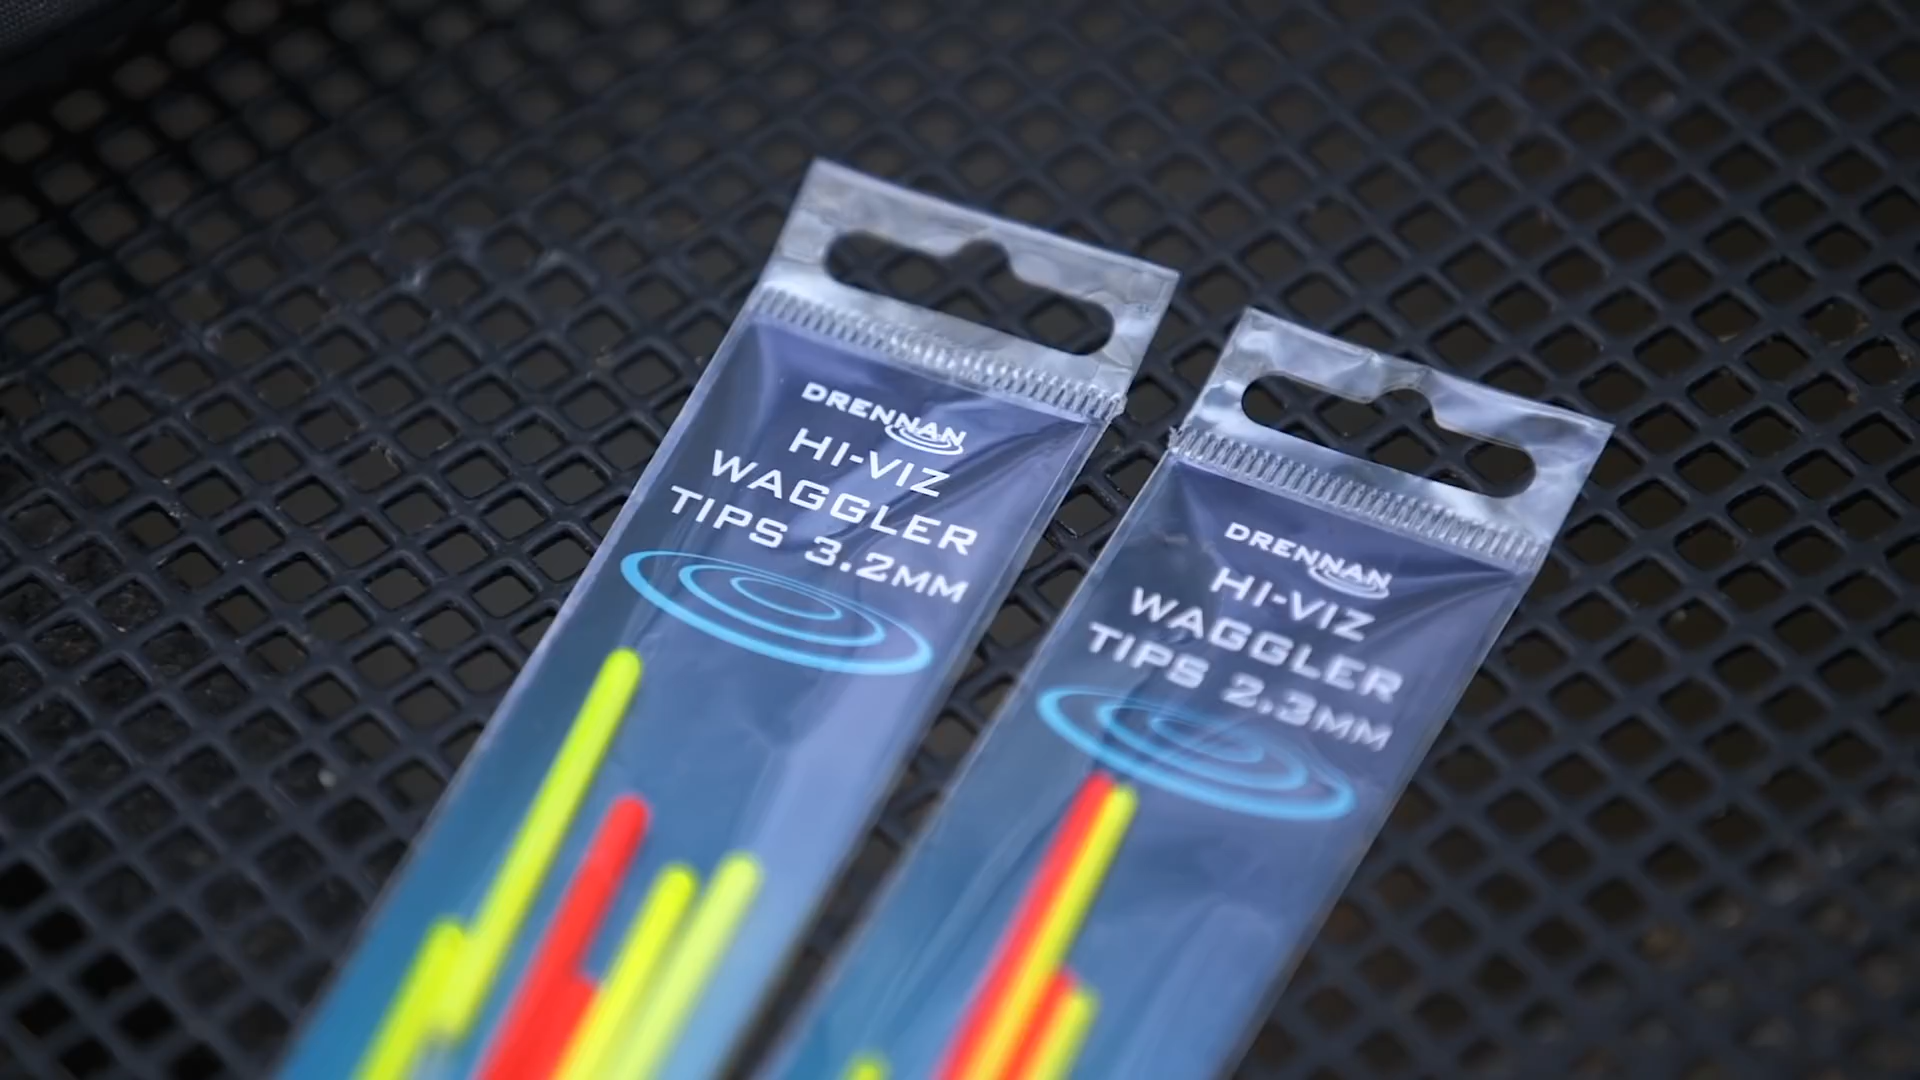 DRENNAN
HI-VIZ
WAGGLER
TIPS 3.2MM
DRENNAN
HI-VIZ
WAGGLER
TIPS 2.3MM